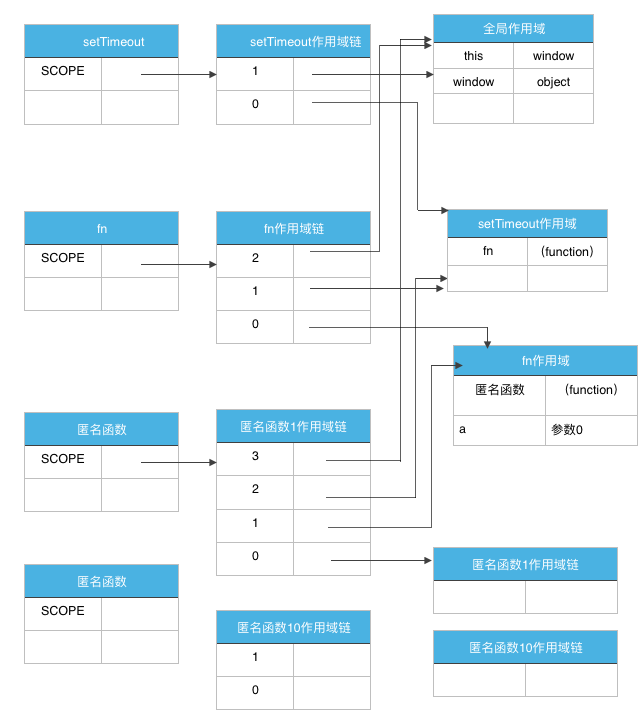 setTimeout
SCOPE
setTimeout作用域链
1
0
全局作用域
this window
window object
fn
SCOPE
fn作用域链
2
1
0
setTimeout作用域
fn (function)
fn作用域
匿名函数 (function)
a 参数0
匿名函数
SCOPE
匿名函数1作用域链
3
2
1
0
匿名函数1作用域链
匿名函数
SCOPE
匿名函数10作用域链
1
0
匿名函数10作用域链